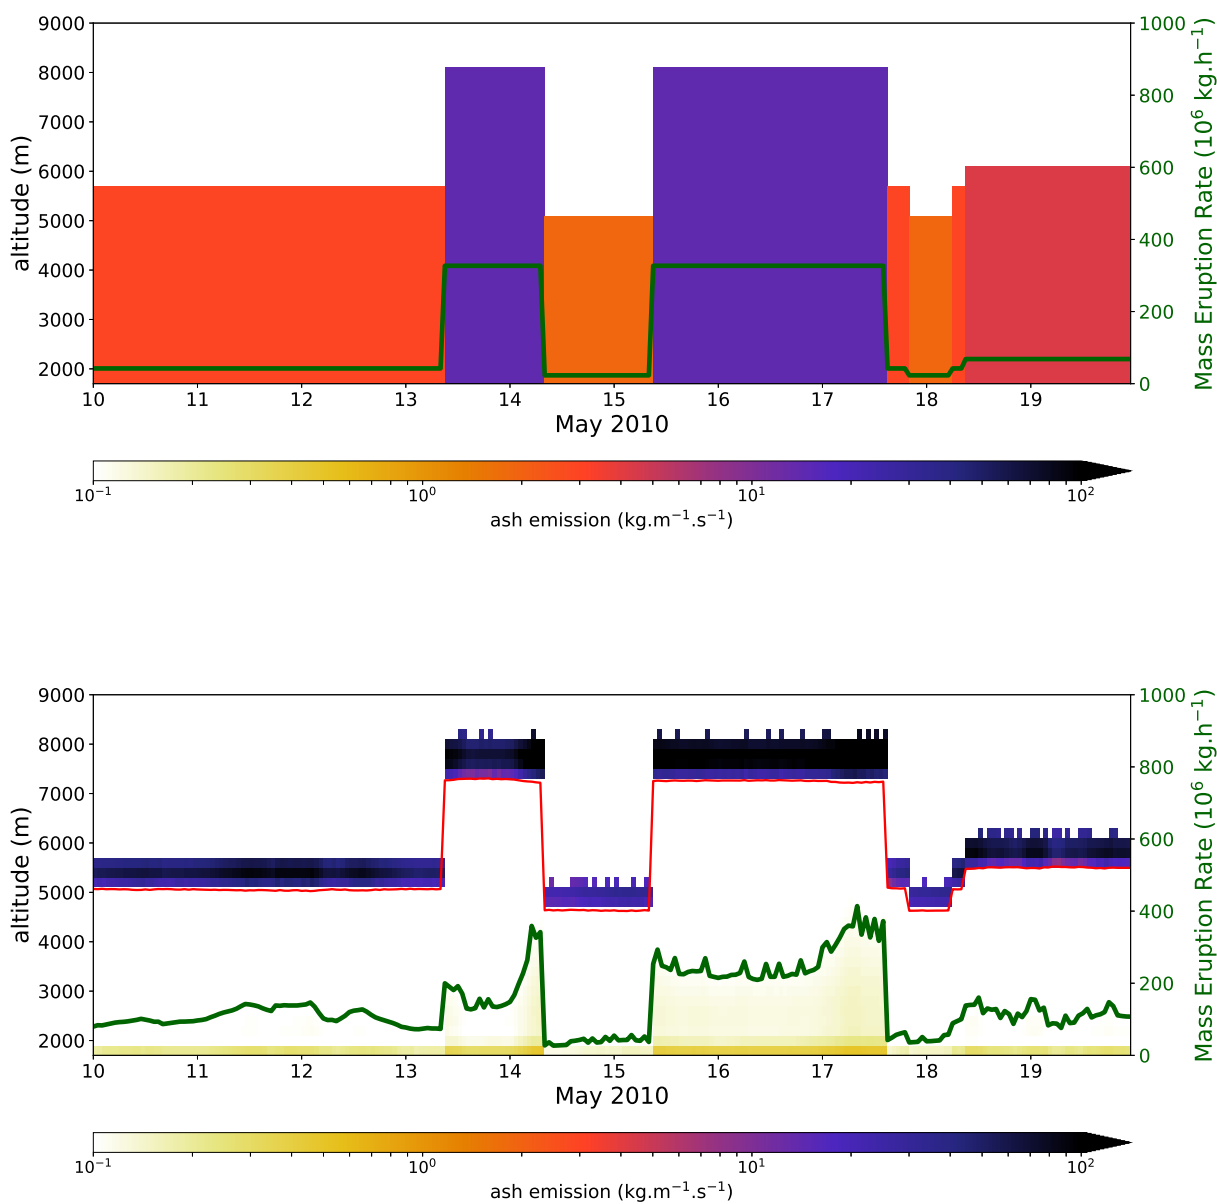 9000
8000
7000
6000
5000
4000
3000
2000
altitude (m)
1000
800
600
400
200
0
Mass Eruption Rate (10⁶ kg.h⁻¹)
10 11 12 13 14 15 16 17 18 19
May 2010
10⁻¹ 10⁰ 10¹ 10²
ash emission (kg.m⁻¹.s⁻¹)
9000
8000
7000
6000
5000
4000
3000
2000
altitude (m)
1000
800
600
400
200
0
Mass Eruption Rate (10⁶ kg.h⁻¹)
10 11 12 13 14 15 16 17 18 19
May 2010
10⁻¹ 10⁰ 10¹ 10²
ash emission (kg.m⁻¹.s⁻¹)